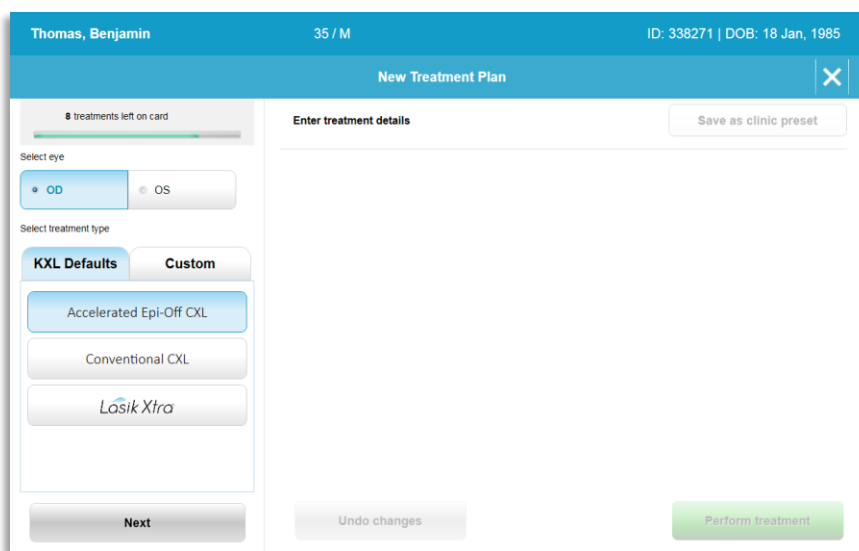 Thomas, Benjamin 35 / M ID: 338271 | DOB: 18 Jan, 1985
New Treatment Plan
8 treatments left on card
Enter treatment details
Save as clinic preset
Select eye
OD OS
Select treatment type
KXL Defaults Custom
Accelerated Epi-Off CXL
Conventional CXL
Lasik Xtra
Next
Undo changes
Perform treatment